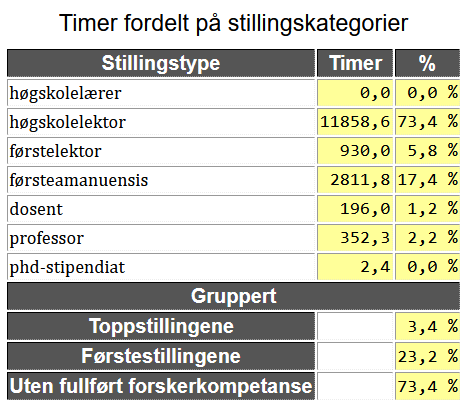 Timer fordelt på stillingskategorier
Stillingstype Timer %
høgskolelærer 0,0 0,0 %
høgskolelektor 11858,6 73,4 %
førstelektor 930,0 5,8 %
førsteamanuensis 2811,8 17,4 %
dosent 196,0 1,2 %
professor 352,3 2,2 %
phd-stipendiat 2,4 0,0 %
Gruppert
Toppstillingene 3,4 %
Førstestillingene 23,2 %
Uten fullført forskerkompetanse 73,4 %